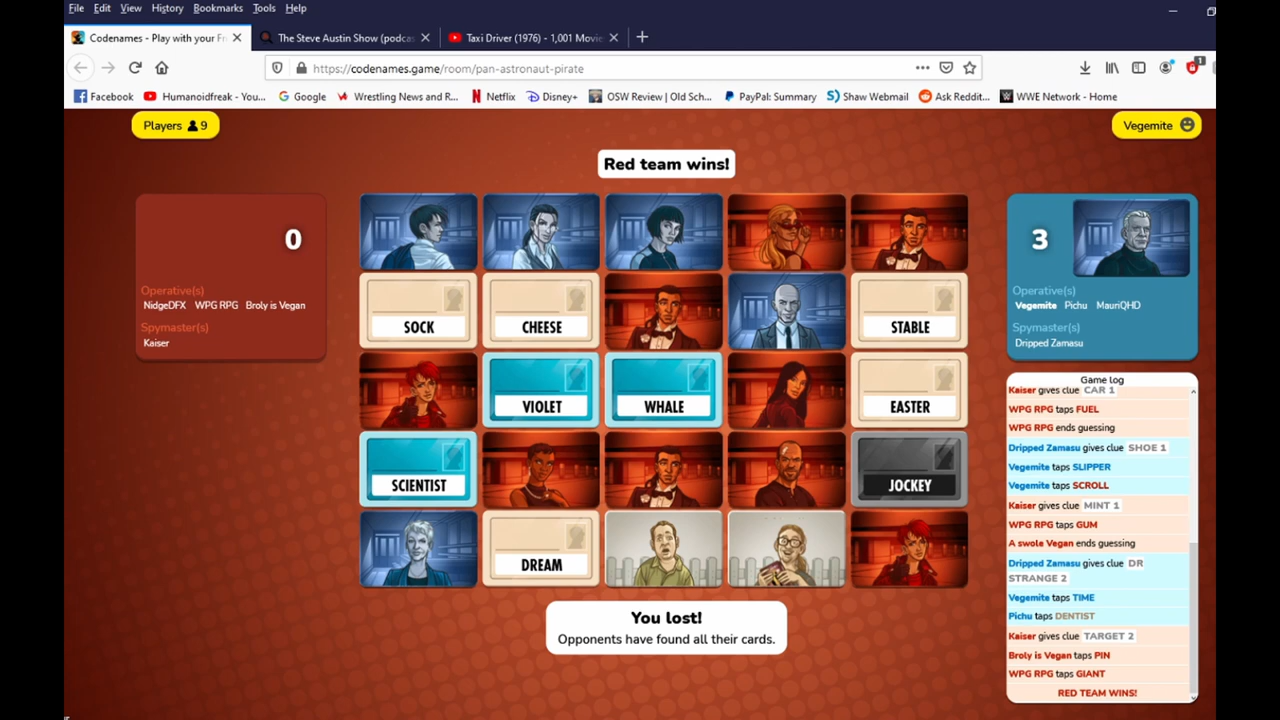 File Edit View History Bookmarks Tools Help
Codenames - Play with your Fri
The Steve Austin Show (podcas
Taxi Driver (1976) - 1,001 Movie
https://codenames.game/room/pan-astronaut-pirate
1
Facebook Humanoidfreak - You... Google Wrestling News and R... Netflix Disney+ OSW Review | Old Sch... PayPal: Summary Shaw Webmail Ask Reddit... WWE Network - Home
Players 9
Vegemite
Red team wins!
0
Operative(s)
NidgeDFX WPG RPG Broly is Vegan
Spymaster(s)
Kaiser
SOCK CHEESE STABLE
VIOLET WHALE EASTER
SCIENTIST JOCKEY
DREAM
You lost!
Opponents have found all their cards.
3
Operative(s)
Vegemite Pichu MauriQHD
Spymaster(s)
Dripped Zamasu
Game log
Kaiser gives clue CAR 1
WPG RPG taps FUEL
WPG RPG ends guessing
Dripped Zamasu gives clue SHOE 1
Vegemite taps SLIPPER
Vegemite taps SCROLL
Kaiser gives clue MINT 1
WPG RPG taps GUM
A swole Vegan ends guessing
Dripped Zamasu gives clue DR
STRANGE 2
Vegemite taps TIME
Pichu taps DENTIST
Kaiser gives clue TARGET 2
Broly is Vegan taps PIN
WPG RPG taps GIANT
RED TEAM WINS!